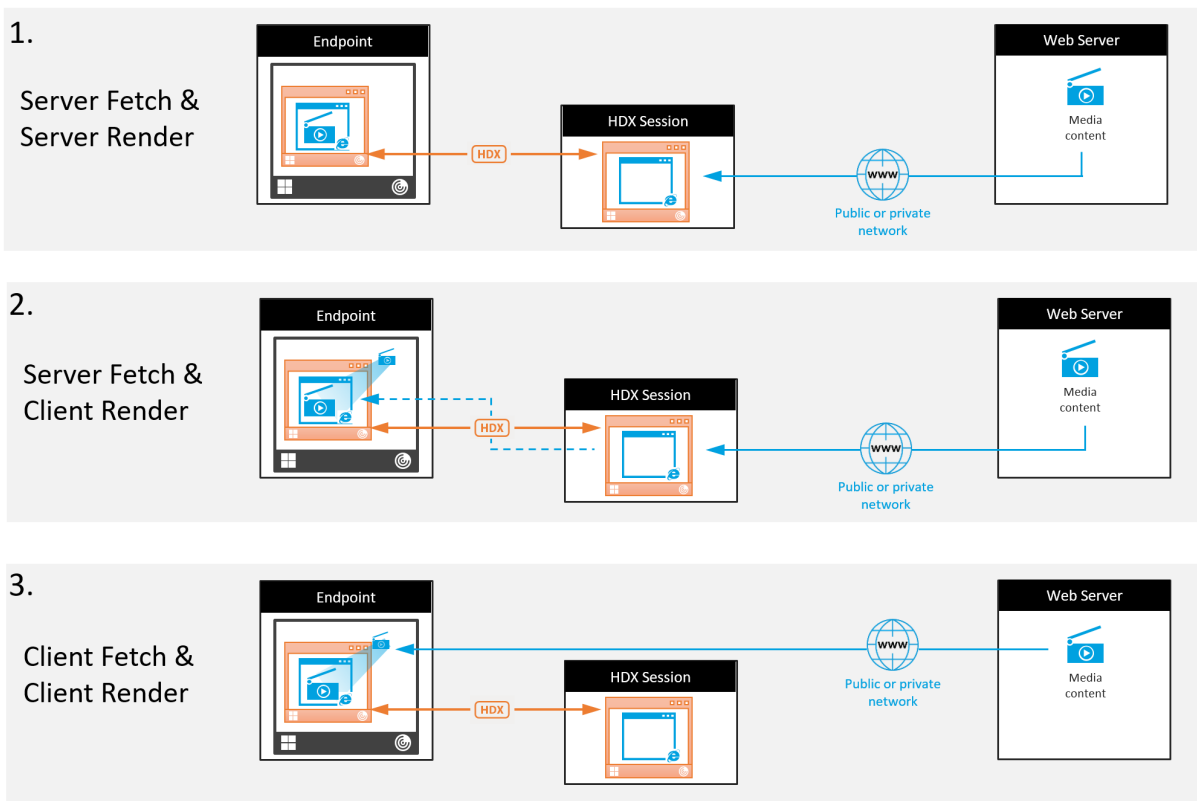 1.
Server Fetch &
Server Render
Endpoint
HDX
HDX Session
WWW
Public or private
network
Web Server
Media
content
2.
Server Fetch &
Client Render
Endpoint
HDX
HDX Session
WWW
Public or private
network
Web Server
Media
content
3.
Client Fetch &
Client Render
Endpoint
HDX
HDX Session
WWW
Public or private
network
Web Server
Media
content